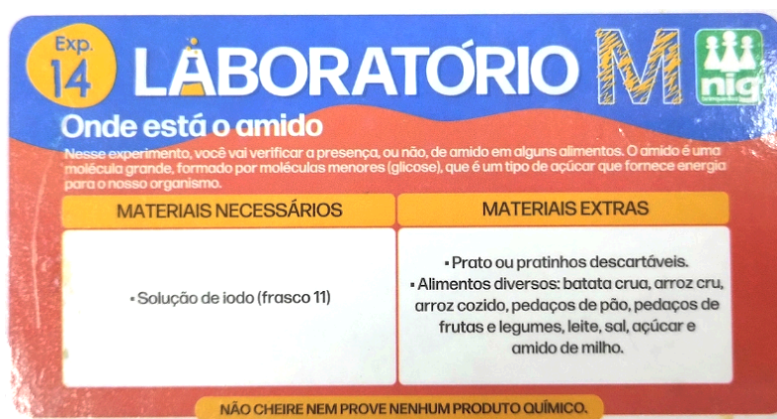 Exp.
14
LABORATÓRIO M
nig
Onde está o amido
Nesse experimento, você vai verificar a presença, ou não, de amido em alguns alimentos. O amido é uma
molécula grande, formado por moléculas menores (glicose), que é um tipo de açúcar que fornece energia
para o nosso organismo.
MATERIAIS NECESSÁRIOS
• Solução de iodo (frasco 11)
MATERIAIS EXTRAS
• Prato ou pratinhos descartáveis.
• Alimentos diversos: batata crua, arroz cru,
arroz cozido, pedaços de pão, pedaços de
frutas e legumes, leite, sal, açúcar e
amido de milho.
NÃO CHEIRE NEM PROVE NENHUM PRODUTO QUÍMICO.